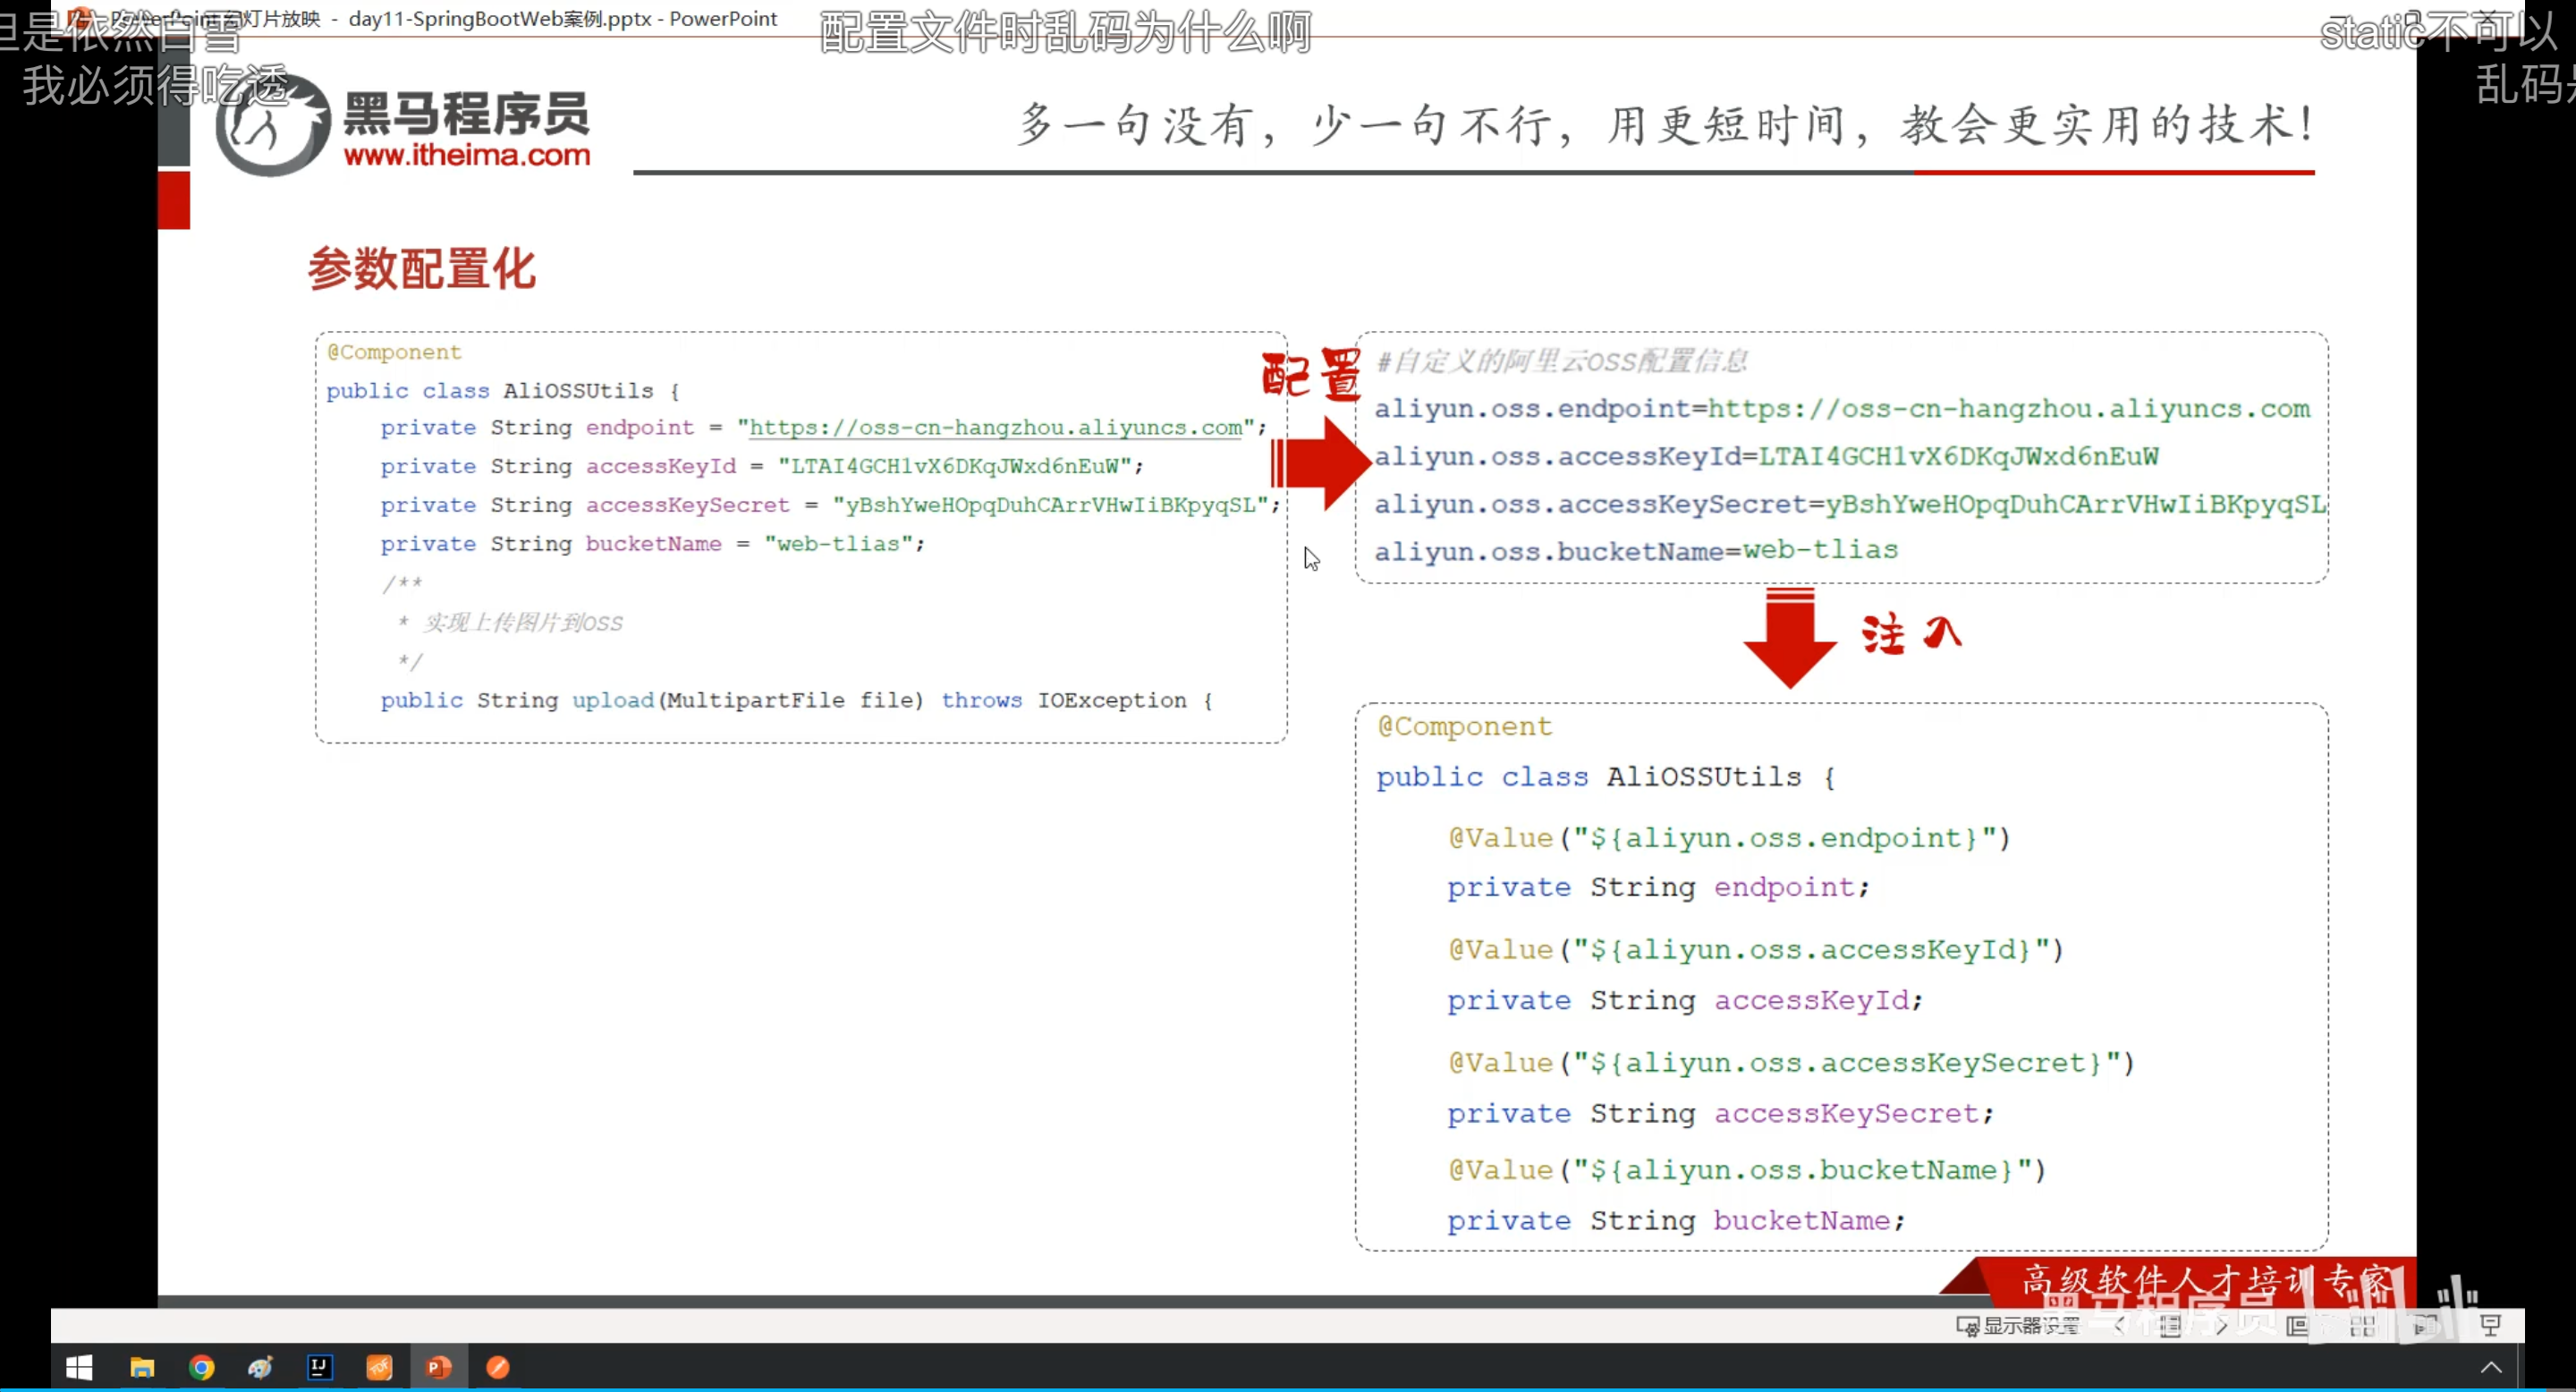 PowerPoint 幻灯片放映 - day11-SpringBootWeb案例.pptx - PowerPoint
但是依然白雪
配置文件时乱码为什么啊
static不可以
我必须得吃透
乱码是
黑马程序员
www.itheima.com
多一句没有，少一句不行，用更短时间，教会更实用的技术！
参数配置化
@Component
public class AliOSSUtils {
private String endpoint = "https://oss-cn-hangzhou.aliyuncs.com";
private String accessKeyId = "LTAI4GCH1vX6DKqJWxd6nEuW";
private String accessKeySecret = "yBshYweHOpqDuhCArrVHwIiBKpyqSL";
private String bucketName = "web-tlias";
/**
* 实现上传图片到OSS
*/
public String upload(MultipartFile file) throws IOException {
配置
#自定义的阿里云OSS配置信息
aliyun.oss.endpoint=https://oss-cn-hangzhou.aliyuncs.com
aliyun.oss.accessKeyId=LTAI4GCH1vX6DKqJWxd6nEuW
aliyun.oss.accessKeySecret=yBshYweHOpqDuhCArrVHwIiBKpyqSL
aliyun.oss.bucketName=web-tlias
注入
@Component
public class AliOSSUtils {
@Value("${aliyun.oss.endpoint}")
private String endpoint;
@Value("${aliyun.oss.accessKeyId}")
private String accessKeyId;
@Value("${aliyun.oss.accessKeySecret}")
private String accessKeySecret;
@Value("${aliyun.oss.bucketName}")
private String bucketName;
高级软件人才培训专家
黑马程序员
显示器设置